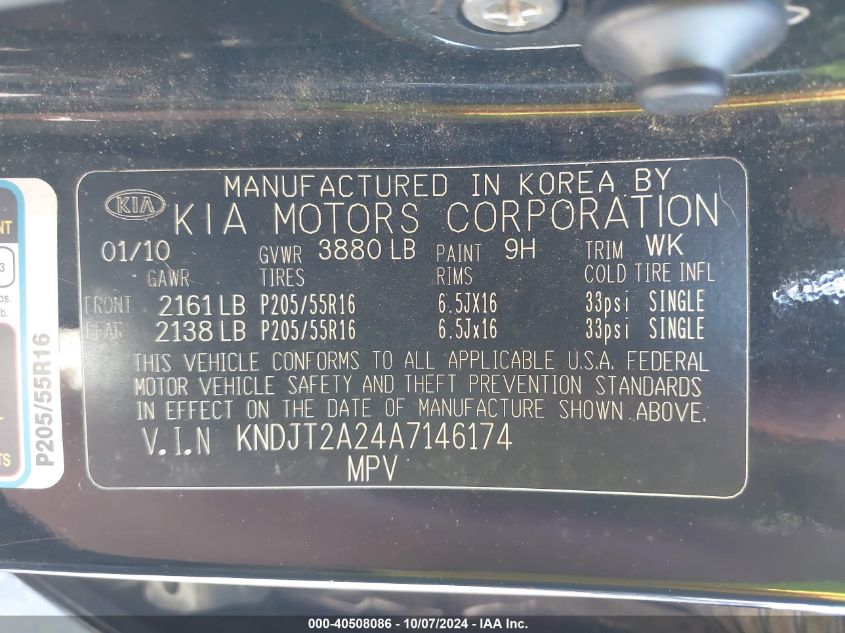 MANUFACTURED IN KOREA BY
KIA KIA MOTORS CORPORATION
01/10 GVWR 3880 LB PAINT 9H TRIM WK
GAWR TIRES RIMS COLD TIRE INFL
FRONT 2161 LB P205/55R16 6.5JX16 33psi SINGLE
REAR 2138 LB P205/55R16 6.5Jx16 33psi SINGLE
THIS VEHICLE CONFORMS TO ALL APPLICABLE U.S.A. FEDERAL
MOTOR VEHICLE SAFETY AND THEFT PREVENTION STANDARDS
IN EFFECT ON THE DATE OF MANUFACTURE SHOWN ABOVE.
V.I.N KNDJT2A24A7146174
MPV
P205/55R16
000-40508086 - 10/07/2024 - IAAI.com